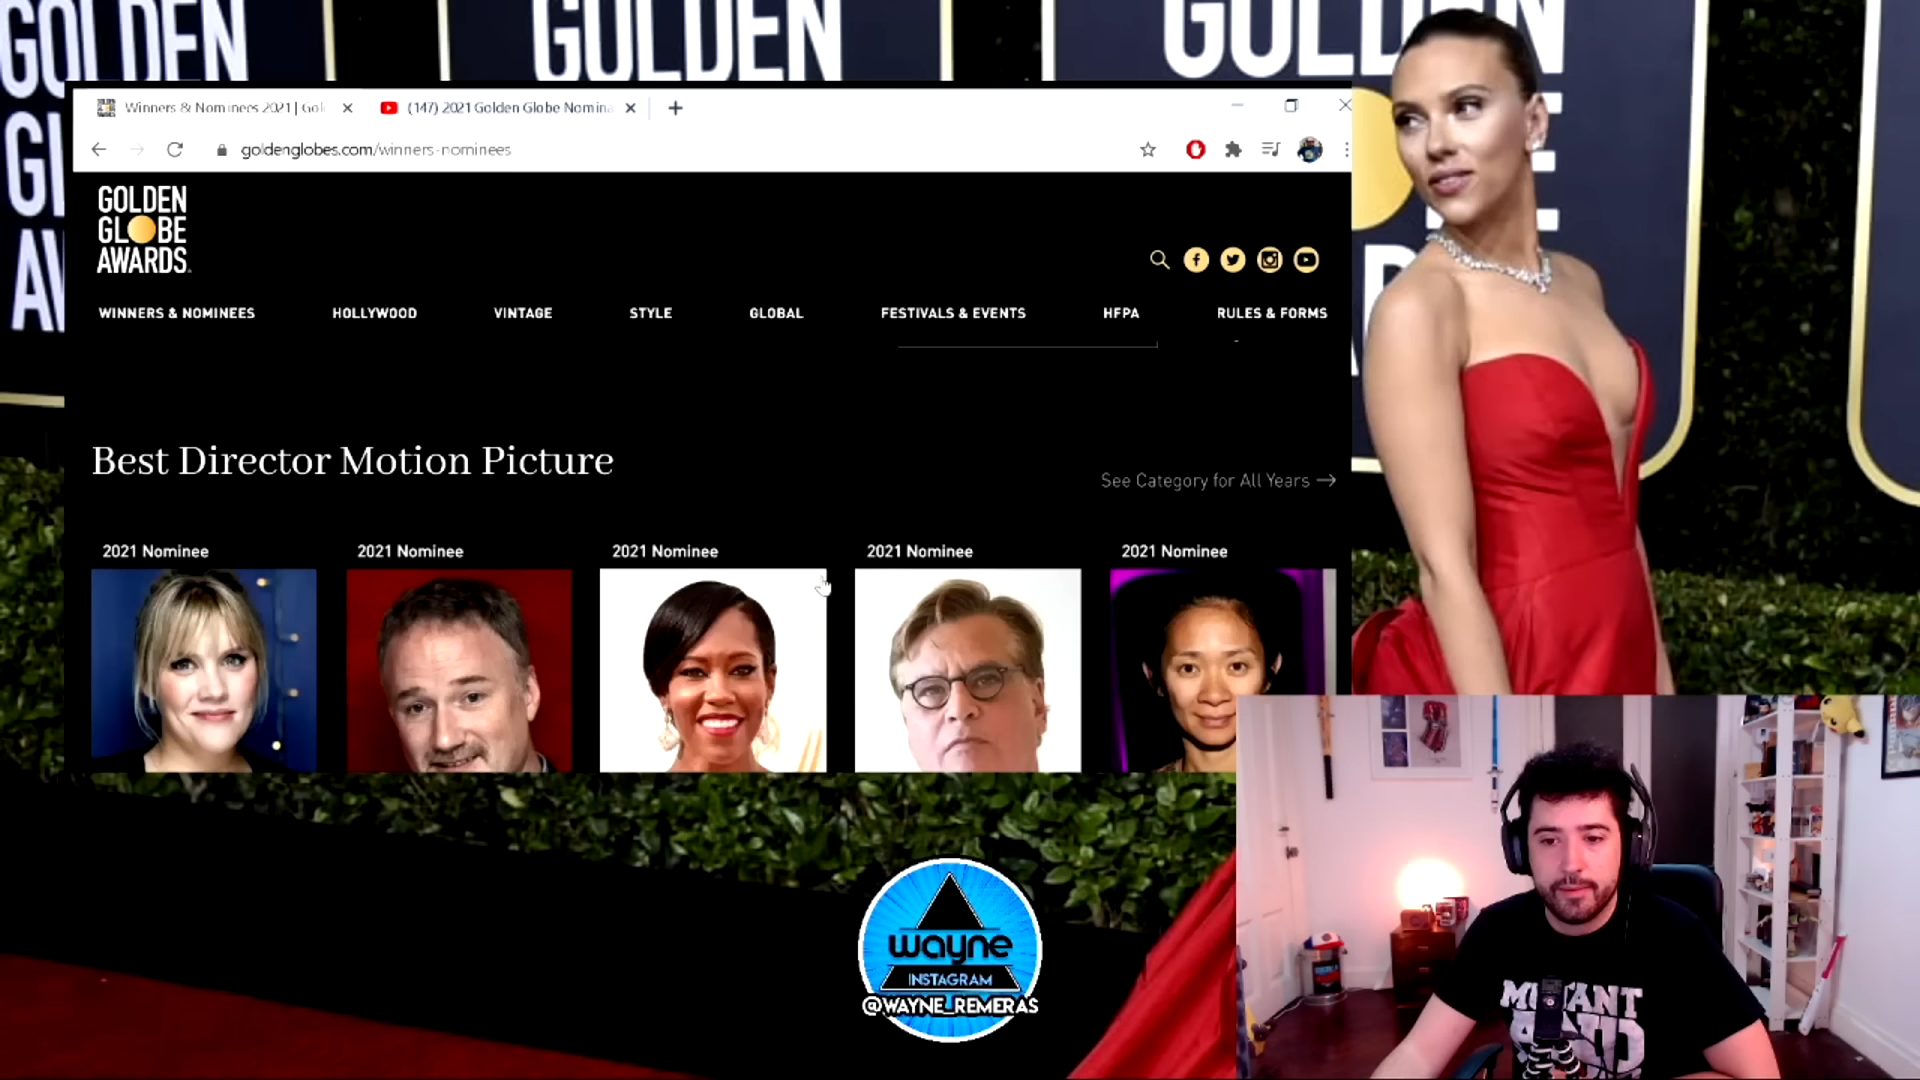 GOLDEN
GOLDEN
GOLDEN
Winners & Nominees 2021 | Gol
(147) 2021 Golden Globe Nomina
goldenglobes.com/winners-nominees
GOLDEN
GLOBE
AWARDS
WINNERS & NOMINEES
HOLLYWOOD
VINTAGE
STYLE
GLOBAL
FESTIVALS & EVENTS
HFPA
RULES & FORMS
Best Director Motion Picture
See Category for All Years →
2021 Nominee
2021 Nominee
2021 Nominee
2021 Nominee
2021 Nominee
wayne
INSTAGRAM
@WAYNE_REMERAS